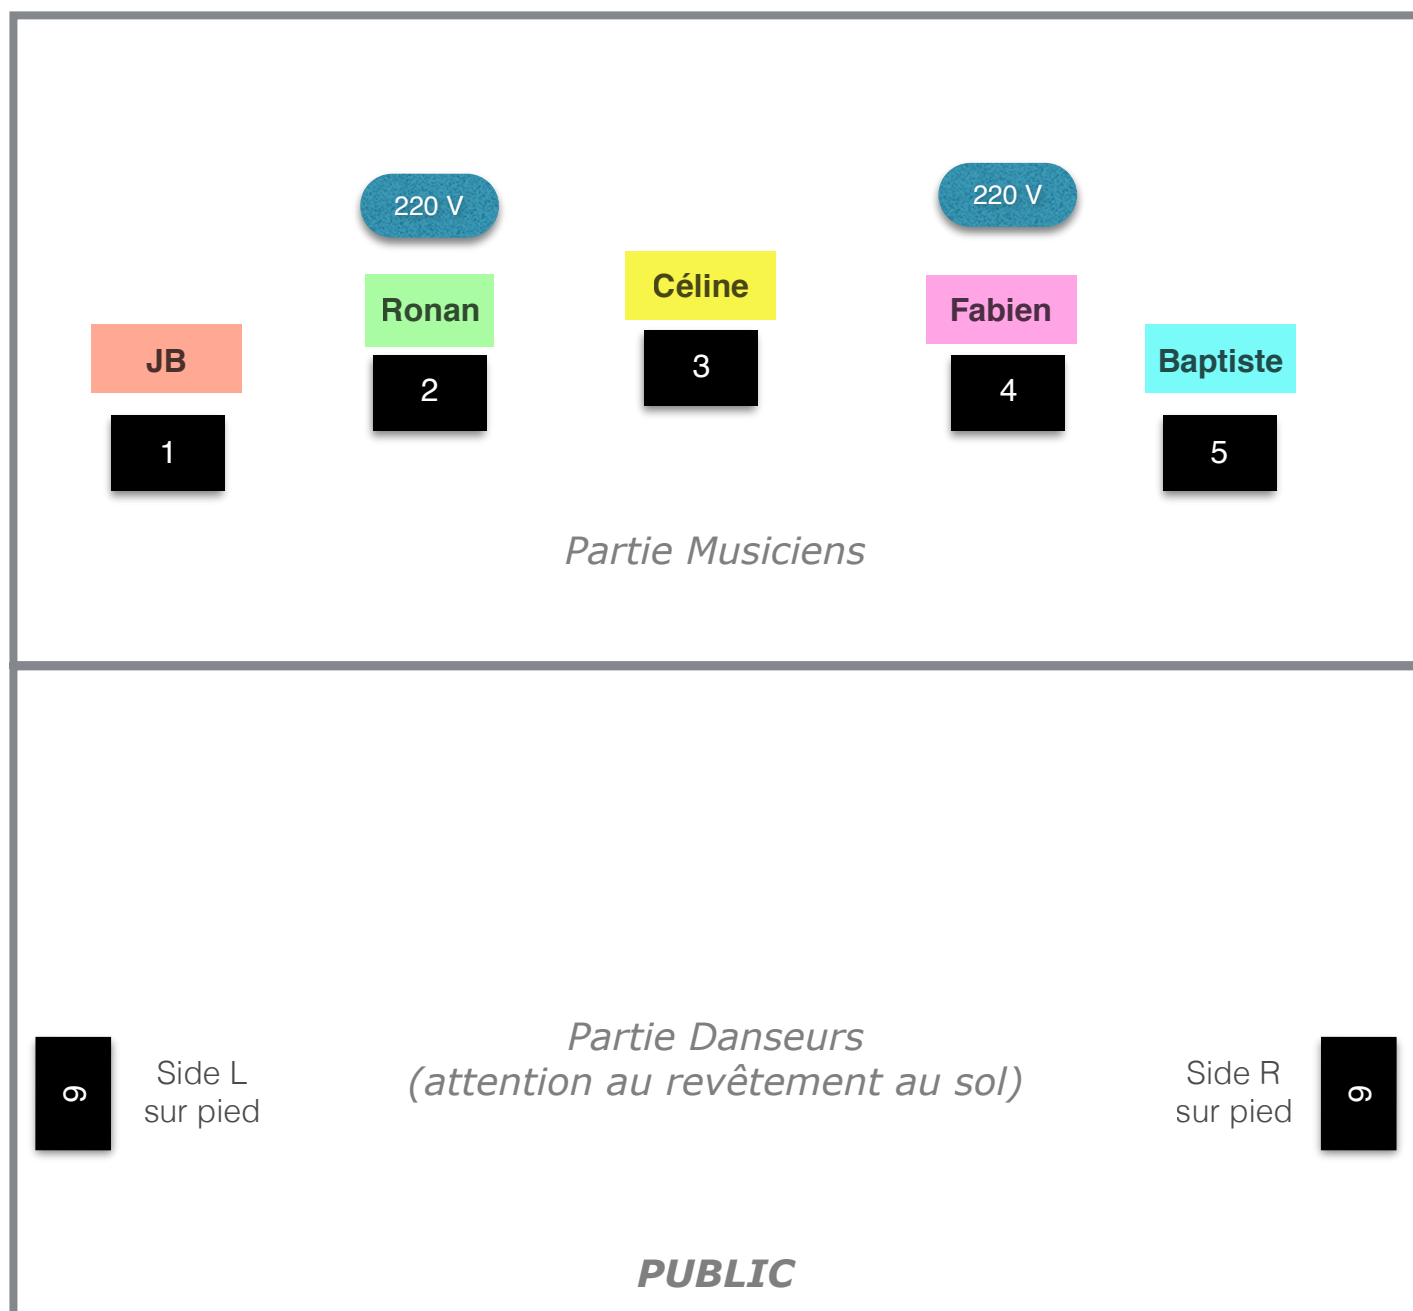 220 V
220 V
Céline
Ronan
Fabien
JB
Baptiste
3
2
4
1
5
Partie Musiciens
Partie Danseurs
(attention au revêtement au sol)
Side L
sur pied
6
Side R
sur pied
6
PUBLIC